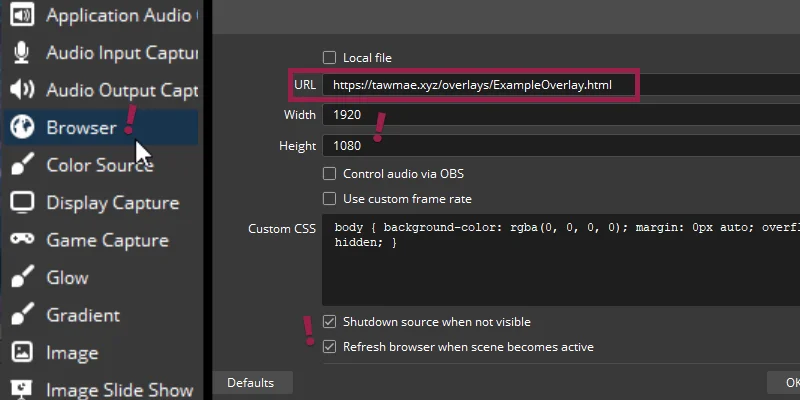 Application Audio
Audio Input Captur
Audio Output Capt
Browser
Color Source
Display Capture
Game Capture
Glow
Gradient
Image
Image Slide Show
Local file
URL https://tawmae.xyz/overlays/ExampleOverlay.html
Width 1920
Height 1080
Control audio via OBS
Use custom frame rate
Custom CSS body { background-color: rgba(0, 0, 0, 0); margin: 0px auto; overfl
hidden; }
Shutdown source when not visible
Refresh browser when scene becomes active
Defaults
OK